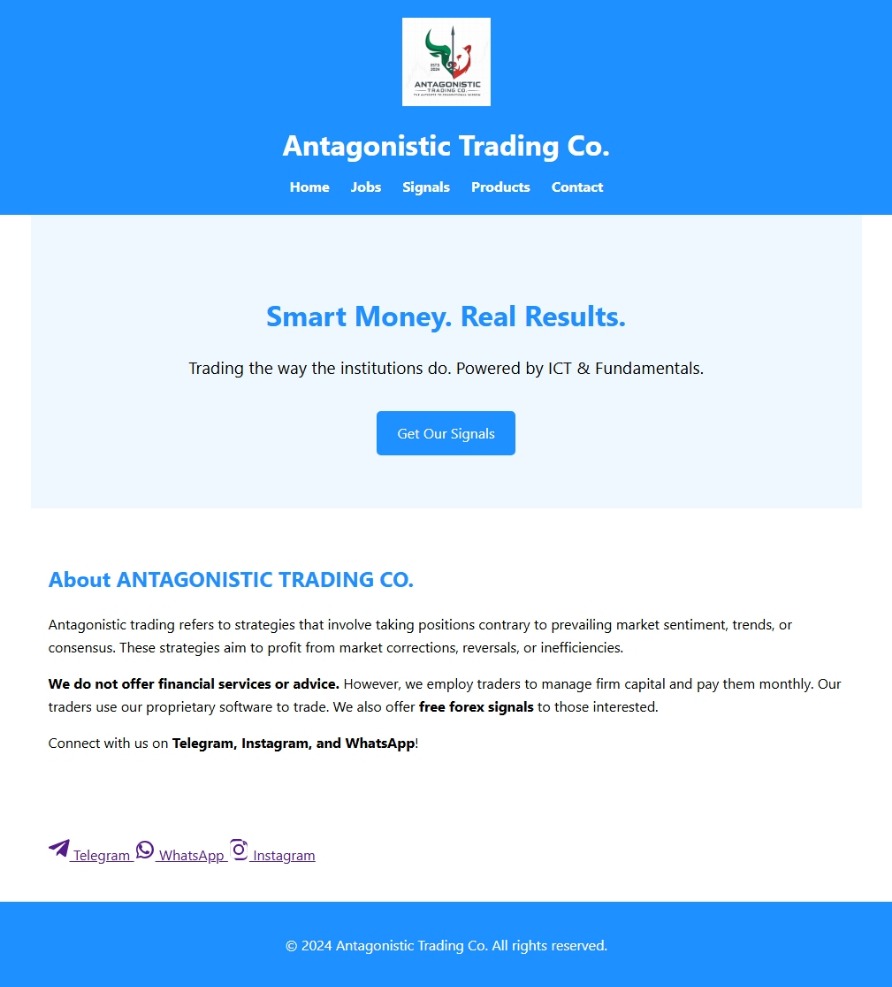 ESTD 2024
ANTAGONISTIC
TRADING CO.
Antagonistic Trading Co.
Home Jobs Signals Products Contact
Smart Money. Real Results.
Trading the way the institutions do. Powered by ICT & Fundamentals.
Get Our Signals
About ANTAGONISTIC TRADING CO.
Antagonistic trading refers to strategies that involve taking positions contrary to prevailing market sentiment, trends, or
consensus. These strategies aim to profit from market corrections, reversals, or inefficiencies.
We do not offer financial services or advice. However, we employ traders to manage firm capital and pay them monthly. Our
traders use our proprietary software to trade. We also offer free forex signals to those interested.
Connect with us on Telegram, Instagram, and WhatsApp!
Telegram WhatsApp Instagram
© 2024 Antagonistic Trading Co. All rights reserved.